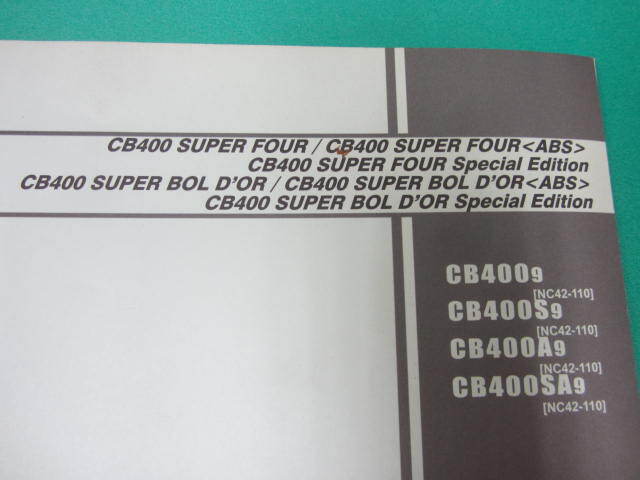 CB400 SUPER FOUR / CB400 SUPER FOUR<ABS>
CB400 SUPER FOUR Special Edition
CB400 SUPER BOL D'OR / CB400 SUPER BOL D'OR<ABS>
CB400 SUPER BOL D'OR Special Edition
CB4009
[NC42-110]
CB400S9
[NC42-110]
CB400A9
[NC42-110]
CB400SA9
[NC42-110]